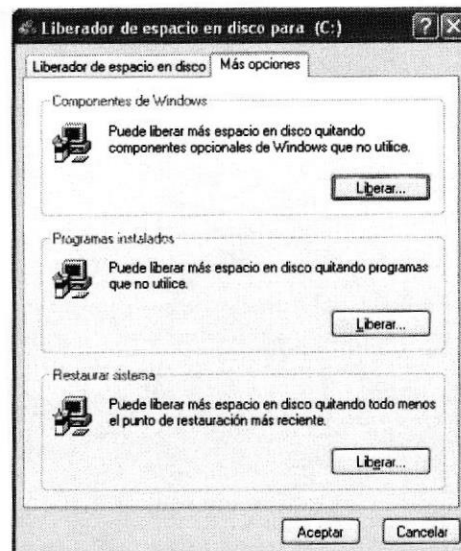 Liberador de espacio en disco para (C:)
Liberador de espacio en disco
Más opciones
Componentes de Windows
Puede liberar más espacio en disco quitando
componentes opcionales de Windows que no utilice.
Liberar...
Programas instalados
Puede liberar más espacio en disco quitando programas
que no utilice.
Liberar...
Restaurar sistema
Puede liberar más espacio en disco quitando todo menos
el punto de restauración más reciente.
Liberar...
Aceptar
Cancelar